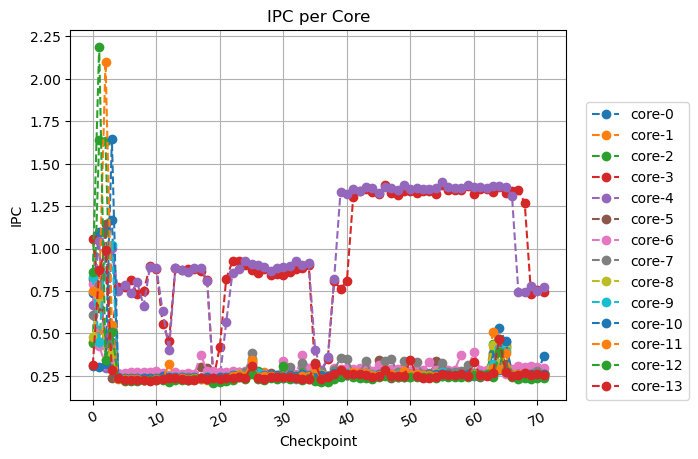 IPC per Core
IPC
2.25
2.00
1.75
1.50
1.25
1.00
0.75
0.50
0.25
0
10
20
30
40
50
60
70
Checkpoint
core-0
core-1
core-2
core-3
core-4
core-5
core-6
core-7
core-8
core-9
core-10
core-11
core-12
core-13